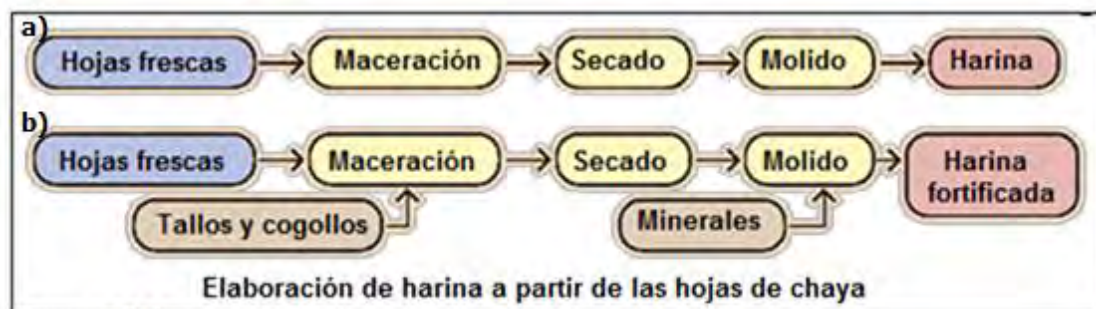 a)
Hojas frescas Maceración Secado Molido Harina
b)
Hojas frescas Maceración Secado Molido Harina
fortificada
Tallos y cogollos Minerales
Elaboración de harina a partir de las hojas de chaya